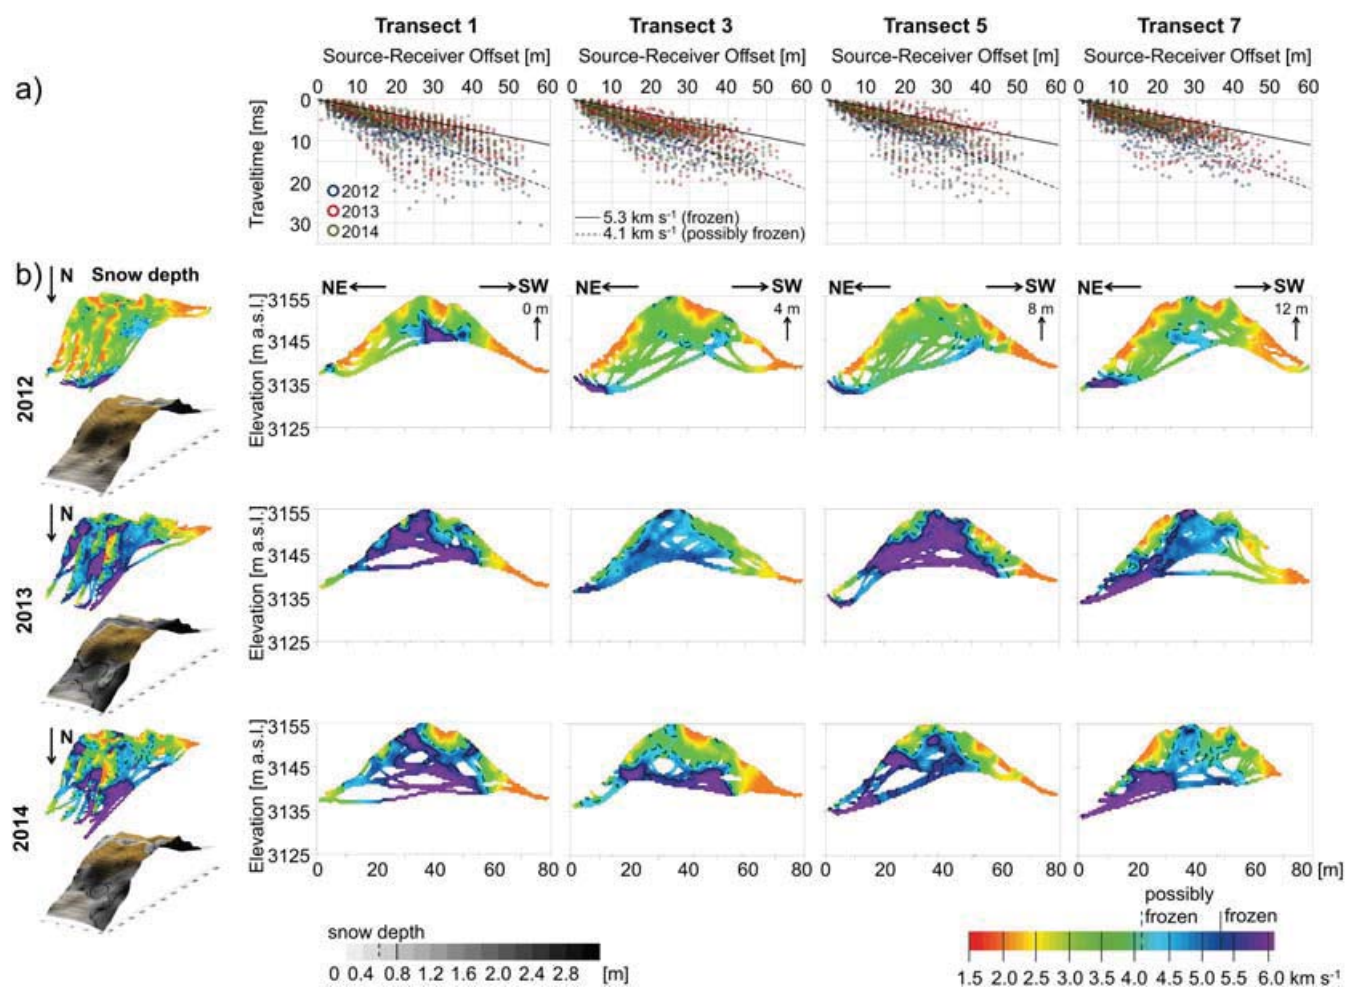 Transect 1 Transect 3 Transect 5 Transect 7
Source-Receiver Offset [m] Source-Receiver Offset [m] Source-Receiver Offset [m] Source-Receiver Offset [m]
0 10 20 30 40 50 60 0 10 20 30 40 50 60 0 10 20 30 40 50 60 0 10 20 30 40 50 60
a)
Traveltime [ms]
0
10
20
30
2012
2013
2014
5.3 km s⁻¹ (frozen)
4.1 km s⁻¹ (possibly frozen)
b)
N Snow depth
2012
Elevation [m a.s.l.]
3155
3145
3135
3125
NE SW NE SW NE SW NE SW
0 m 4 m 8 m 12 m
N
2013
Elevation [m a.s.l.]
3155
3145
3135
3125
N
2014
Elevation [m a.s.l.]
3155
3145
3135
3125
0 20 40 60 80 0 20 40 60 80 0 20 40 60 80 0 20 40 60 80 [m]
snow depth
0 0.4 0.8 1.2 1.6 2.0 2.4 2.8 [m]
possibly
frozen frozen
1.5 2.0 2.5 3.0 3.5 4.0 4.5 5.0 5.5 6.0 km s⁻¹